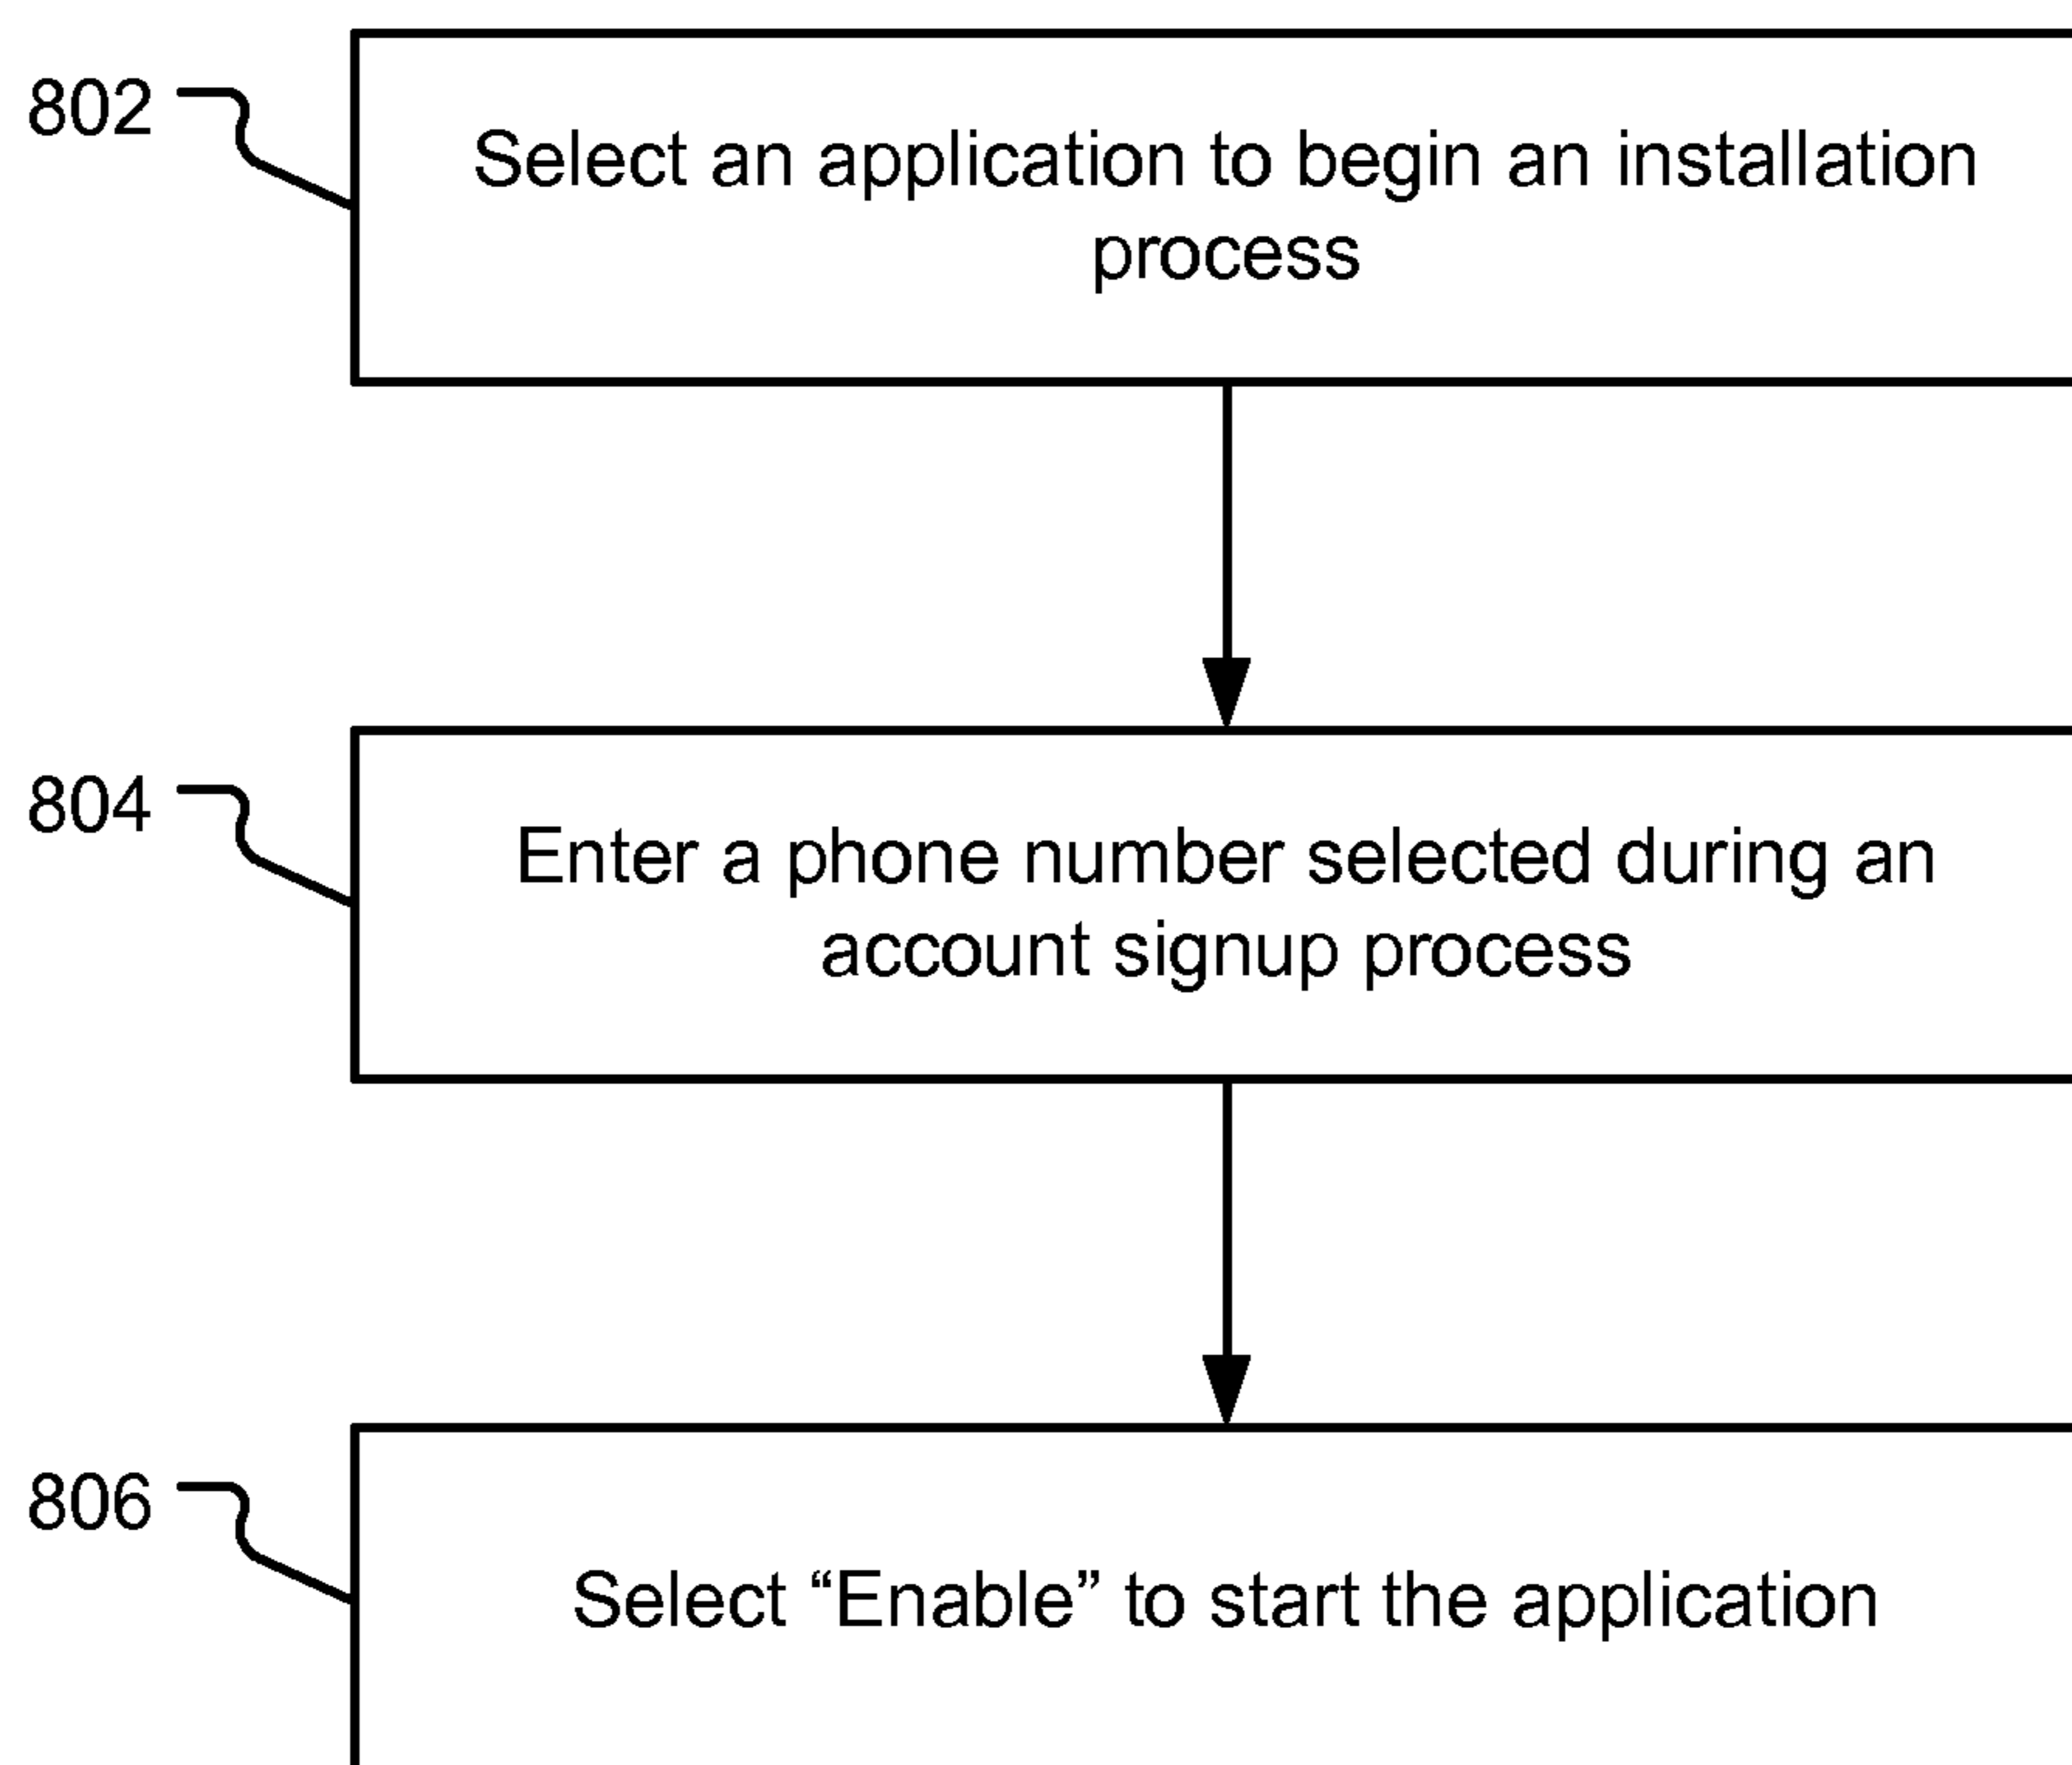 802
Select an application to begin an installation
process
804
Enter a phone number selected during an
account signup process
806
Select “Enable” to start the application